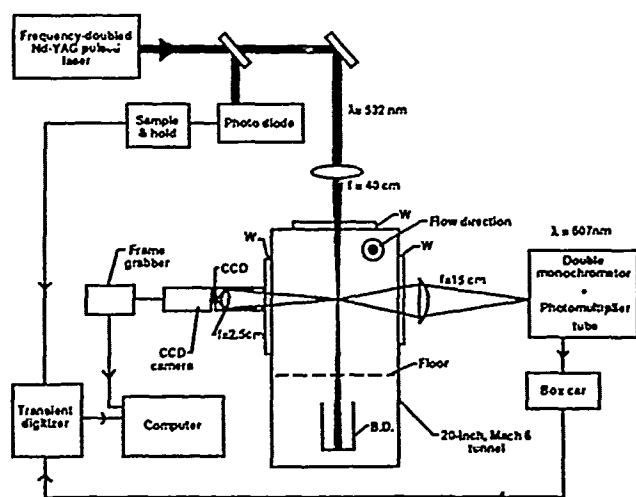 Frequency-doubled
Nd-YAG pulsed
laser
Sample
& hold
Photo diode
λ = 532 nm
f = 40 cm
W
Flow direction
W
W
λ = 607nm
Frame
grabber
CCD
f=15 cm
Double
monochrometor
•
Photomultiplier
tube
f=2.5cm
CCD
camera
Floor
Box car
Transient
digitizer
Computer
B.D.
20-inch, Mach 6
tunnel